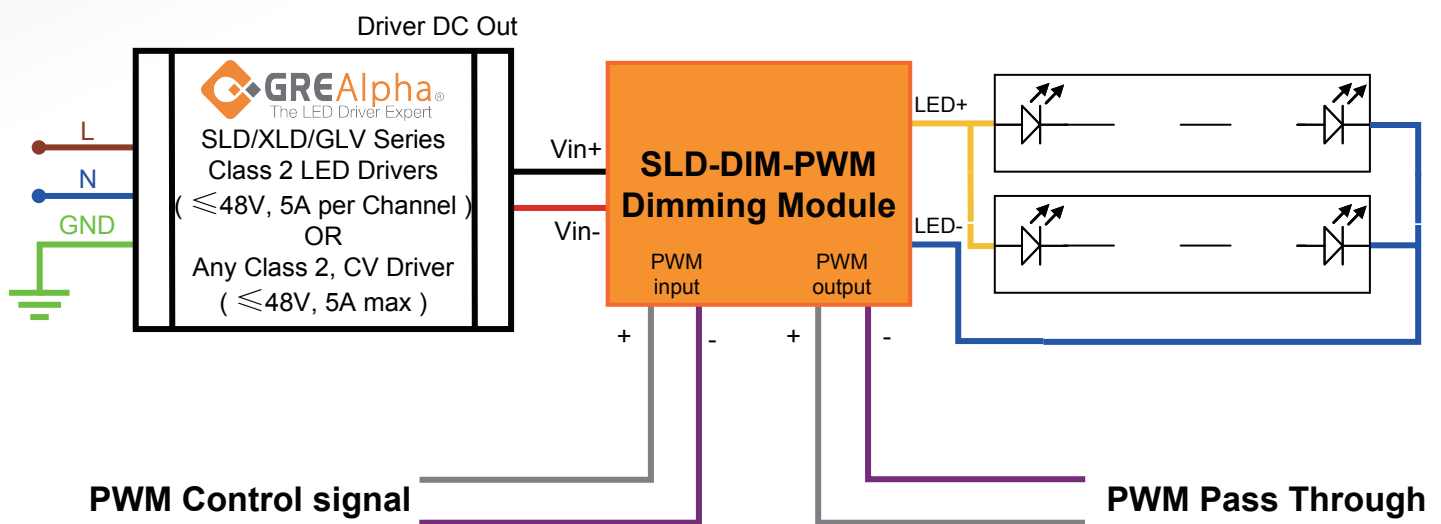 Driver DC Out
GREAlpha®
The LED Driver Expert
SLD/XLD/GLV Series
Class 2 LED Drivers
( ≤48V, 5A per Channel )
OR
Any Class 2, CV Driver
( ≤48V, 5A max )
L
N
GND
Vin+
Vin-
SLD-DIM-PWM
Dimming Module
PWM
input
PWM
output
LED+
LED-
+
-
+
-
PWM Control signal
PWM Pass Through